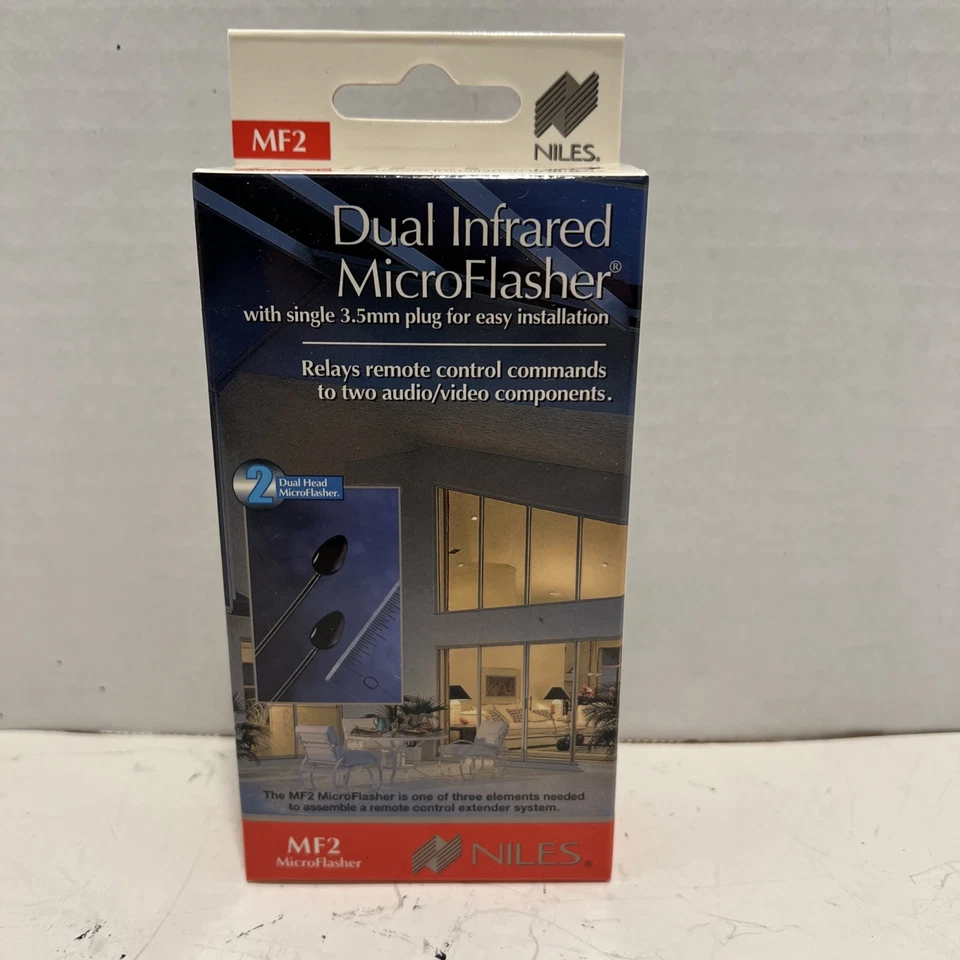 MF2
NILES®
Dual Infrared
MicroFlasher®
with single 3.5mm plug for easy installation
Relays remote control commands
to two audio/video components.
2
Dual Head
MicroFlasher.
0
The MF2 MicroFlasher is one of three elements needed
to assemble a remote control extender system.
MF2
MicroFlasher
NILES®